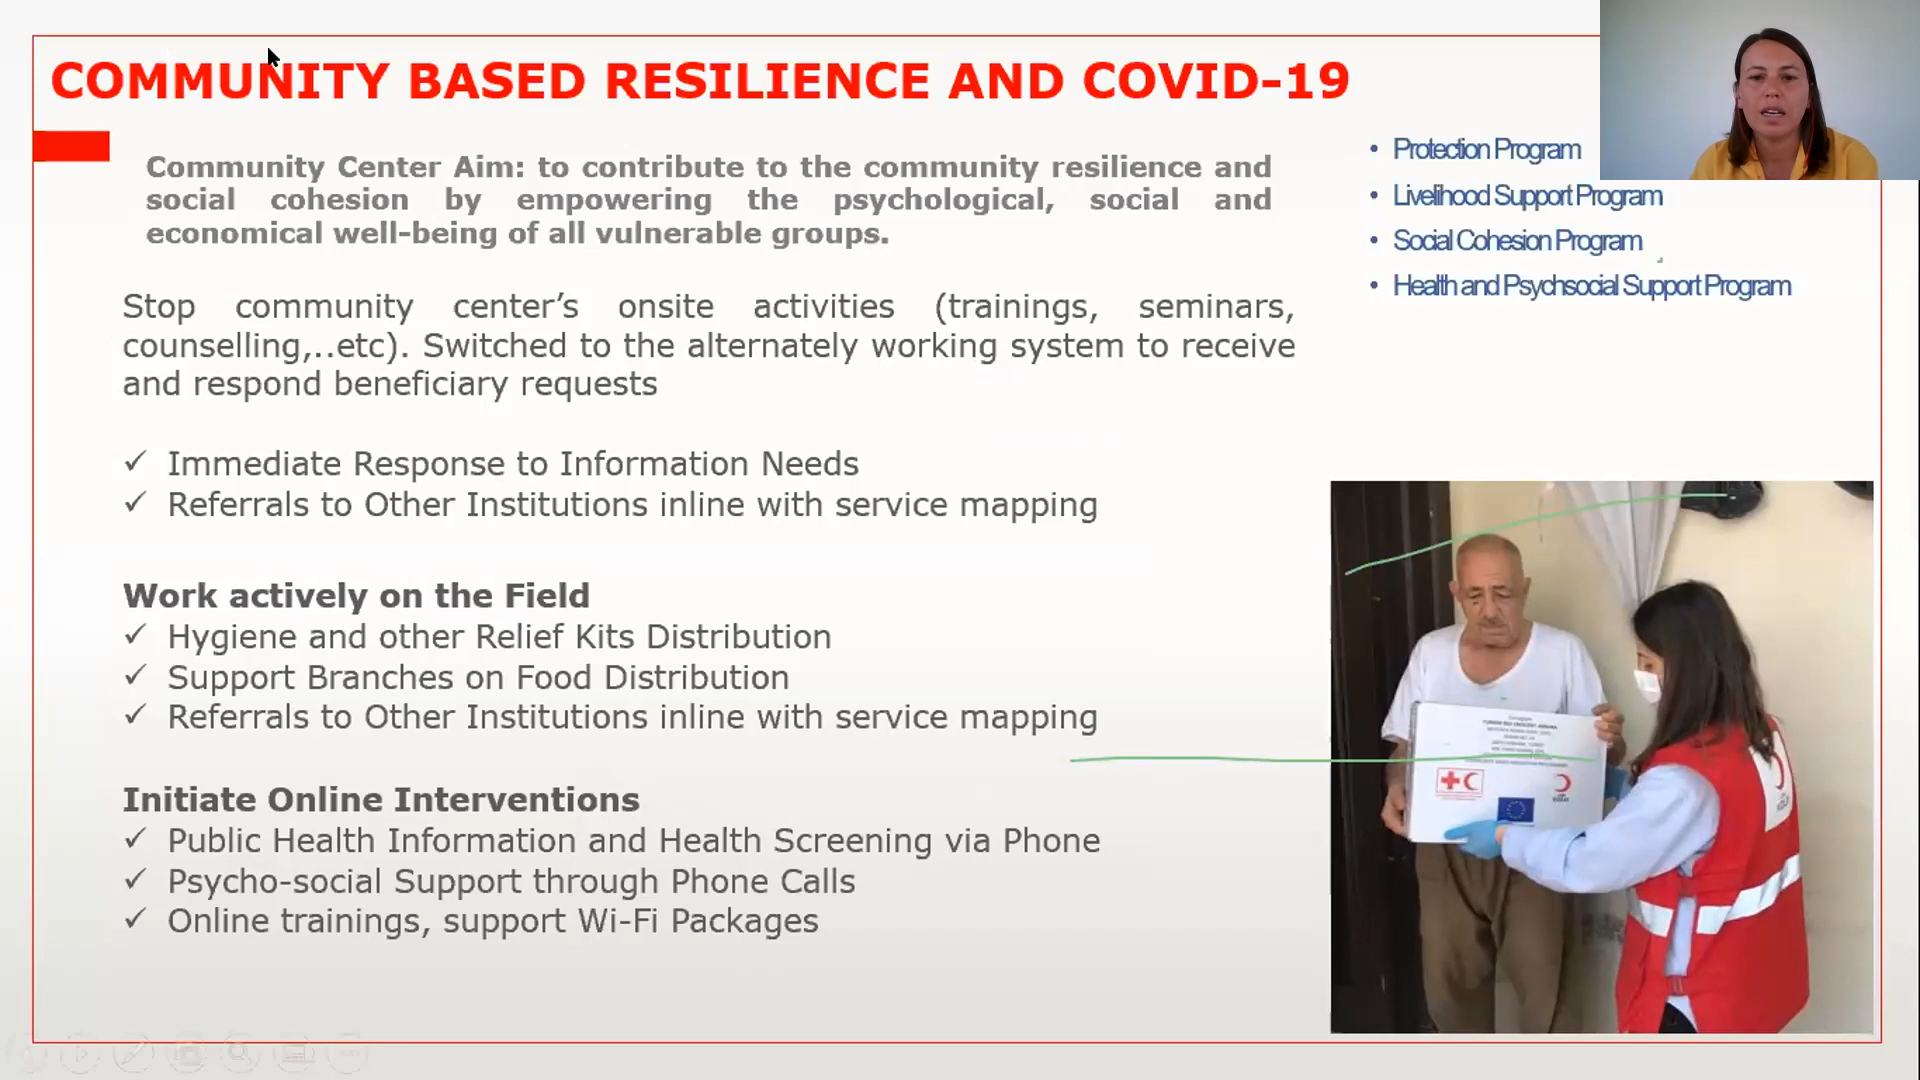 COMMUNITY BASED RESILIENCE AND COVID-19
Community Center Aim: to contribute to the community resilience and
social cohesion by empowering the psychological, social and
economical well-being of all vulnerable groups.
Stop community center’s onsite activities (trainings, seminars,
counselling,..etc). Switched to the alternately working system to receive
and respond beneficiary requests
✓ Immediate Response to Information Needs
✓ Referrals to Other Institutions inline with service mapping
Work actively on the Field
✓ Hygiene and other Relief Kits Distribution
✓ Support Branches on Food Distribution
✓ Referrals to Other Institutions inline with service mapping
Initiate Online Interventions
✓ Public Health Information and Health Screening via Phone
✓ Psycho-social Support through Phone Calls
✓ Online trainings, support Wi-Fi Packages
• Protection Program
• Livelihood Support Program
• Social Cohesion Program
• Health and Psychsocial Support Program